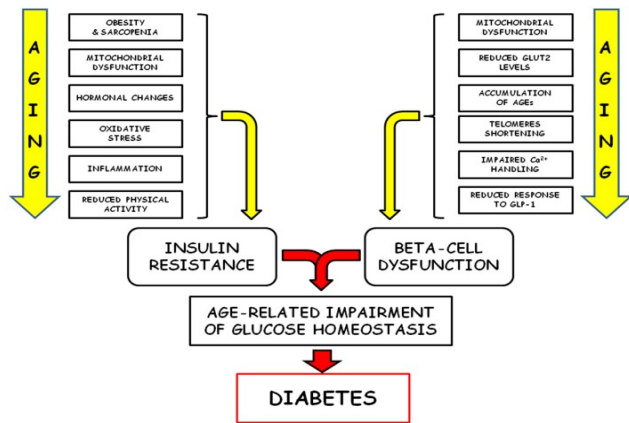 AGING
OBESITY
& SARCOPENIA
MITOCHONDRIAL
DYSFUNCTION
HORMONAL CHANGES
OXIDATIVE
STRESS
INFLAMMATION
REDUCED PHYSICAL
ACTIVITY
MITOCHONDRIAL
DYSFUNCTION
REDUCED GLUT2
LEVELS
ACCUMULATION
OF AGEs
TELOMERES
SHORTENING
IMPAIRED Ca²⁺
HANDLING
REDUCED RESPONSE
TO GLP-1
AGING
INSULIN
RESISTANCE
BETA-CELL
DYSFUNCTION
AGE-RELATED IMPAIRMENT
OF GLUCOSE HOMEOSTASIS
DIABETES